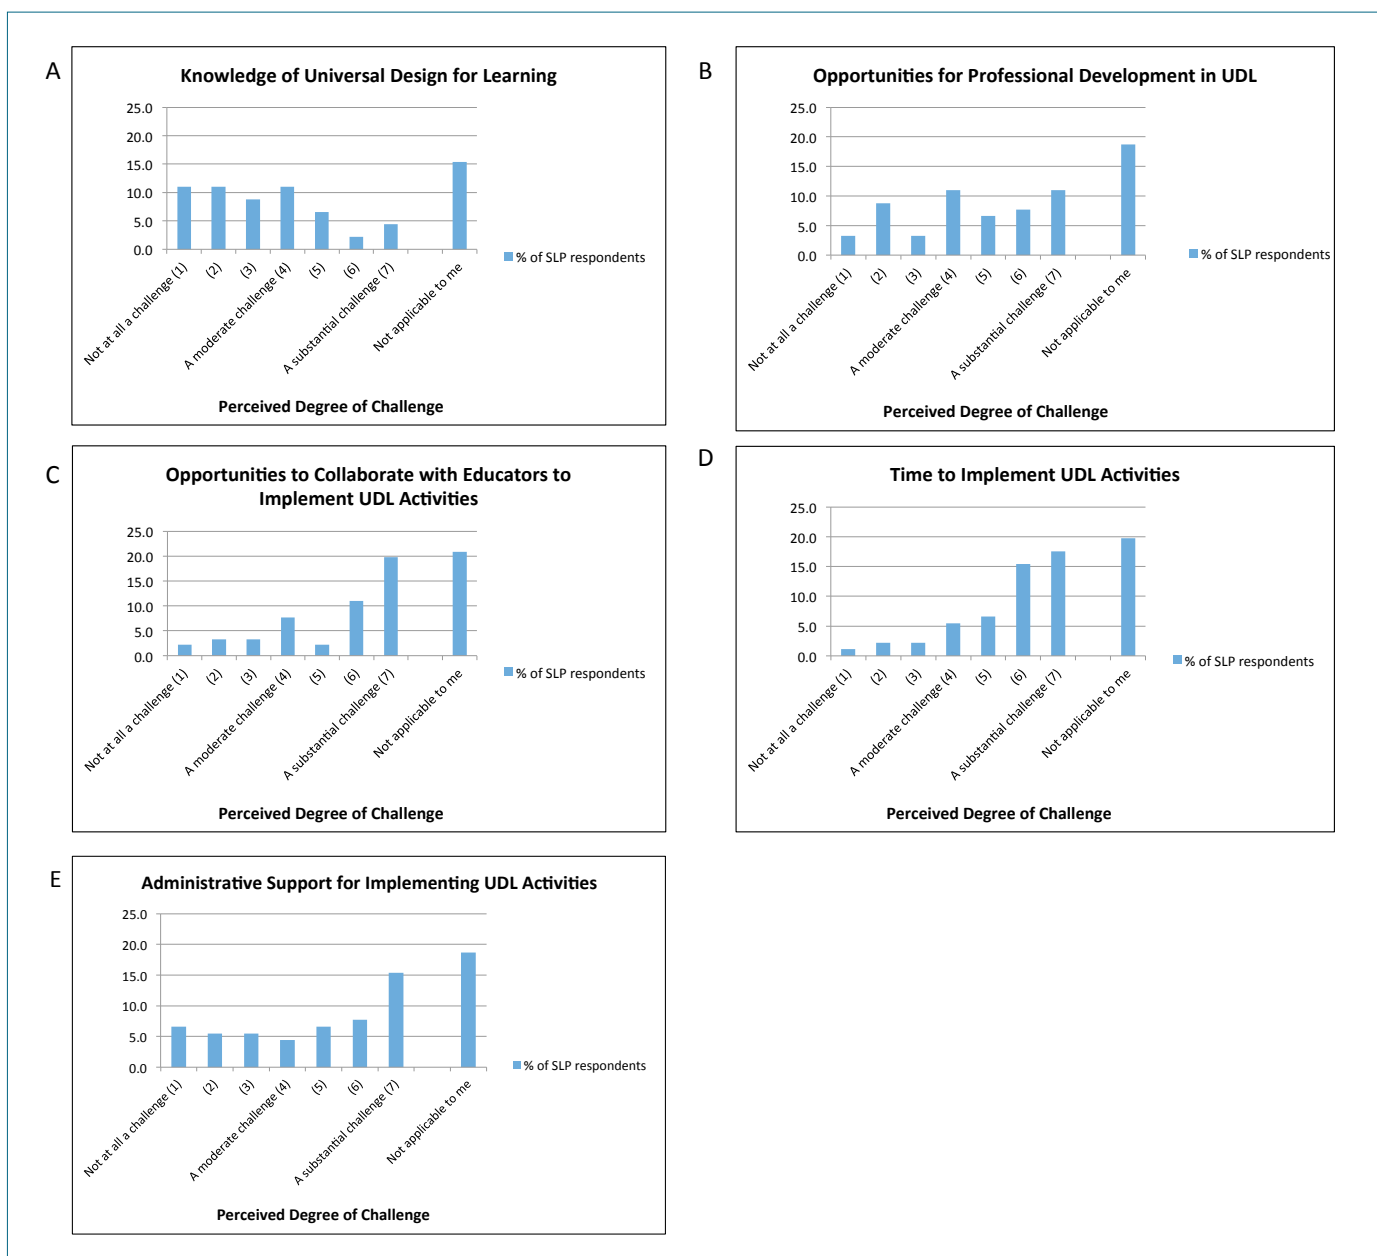 A
Knowledge of Universal Design for Learning
25.0
20.0
15.0
10.0
5.0
0.0
Not at all a challenge (1)
(2)
(3)
A moderate challenge (4)
(5)
(6)
A substantial challenge (7)
Not applicable to me
% of SLP respondents
Perceived Degree of Challenge
B
Opportunities for Professional Development in UDL
25.0
20.0
15.0
10.0
5.0
0.0
Not at all a challenge (1)
(2)
(3)
A moderate challenge (4)
(5)
(6)
A substantial challenge (7)
Not applicable to me
% of SLP respondents
Perceived Degree of Challenge
C
Opportunities to Collaborate with Educators to
Implement UDL Activities
25.0
20.0
15.0
10.0
5.0
0.0
Not at all a challenge (1)
(2)
(3)
A moderate challenge (4)
(5)
(6)
A substantial challenge (7)
Not applicable to me
% of SLP respondents
Perceived Degree of Challenge
D
Time to Implement UDL Activities
25.0
20.0
15.0
10.0
5.0
0.0
Not at all a challenge (1)
(2)
(3)
A moderate challenge (4)
(5)
(6)
A substantial challenge (7)
Not applicable to me
% of SLP respondents
Perceived Degree of Challenge
E
Administrative Support for Implementing UDL Activities
25.0
20.0
15.0
10.0
5.0
0.0
Not at all a challenge (1)
(2)
(3)
A moderate challenge (4)
(5)
(6)
A substantial challenge (7)
Not applicable to me
% of SLP respondents
Perceived Degree of Challenge